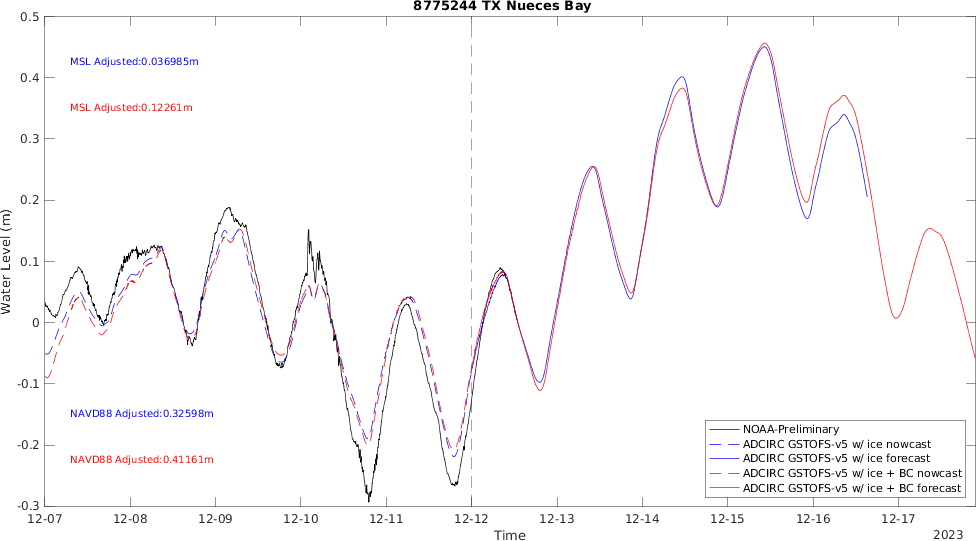 8775244 TX Nueces Bay
0.5
0.4
0.3
0.2
0.1
0
-0.1
-0.2
-0.3
Water Level (m)
MSL Adjusted:0.036985m
MSL Adjusted:0.12261m
NAVD88 Adjusted:0.32598m
NAVD88 Adjusted:0.41161m
NOAA-Preliminary
ADCIRC GSTOFS-v5 w/ ice nowcast
ADCIRC GSTOFS-v5 w/ ice forecast
ADCIRC GSTOFS-v5 w/ ice + BC nowcast
ADCIRC GSTOFS-v5 w/ ice + BC forecast
12-07 12-08 12-09 12-10 12-11 12-12 12-13 12-14 12-15 12-16 12-17
Time
2023